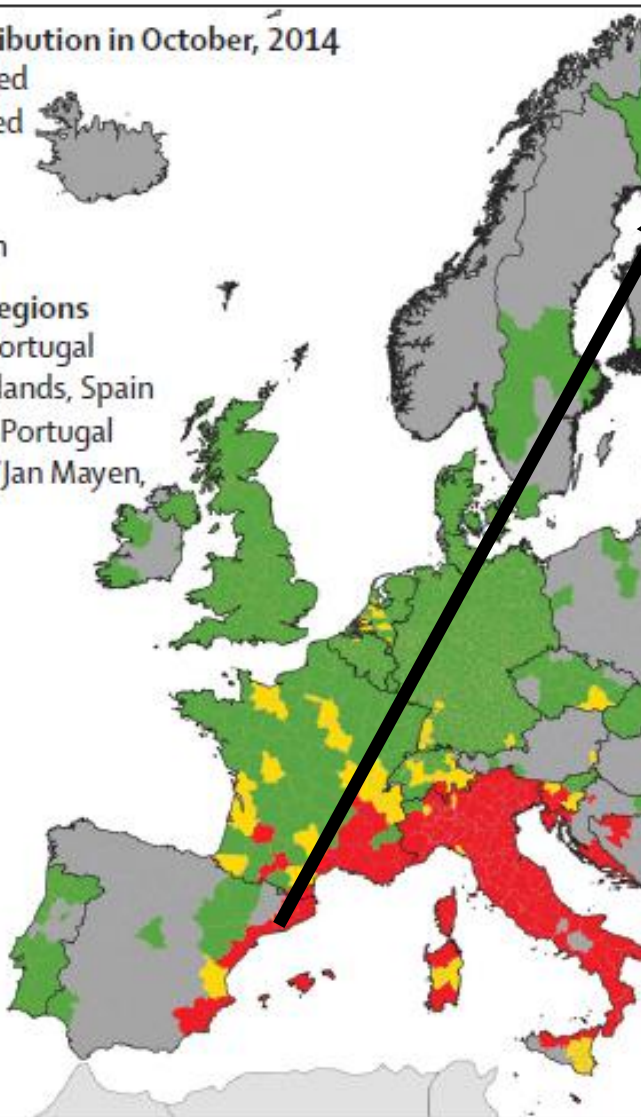 ibution in October, 2014
ed
ed
n
egions
ortugal
lands, Spain
Portugal
Jan Mayen,